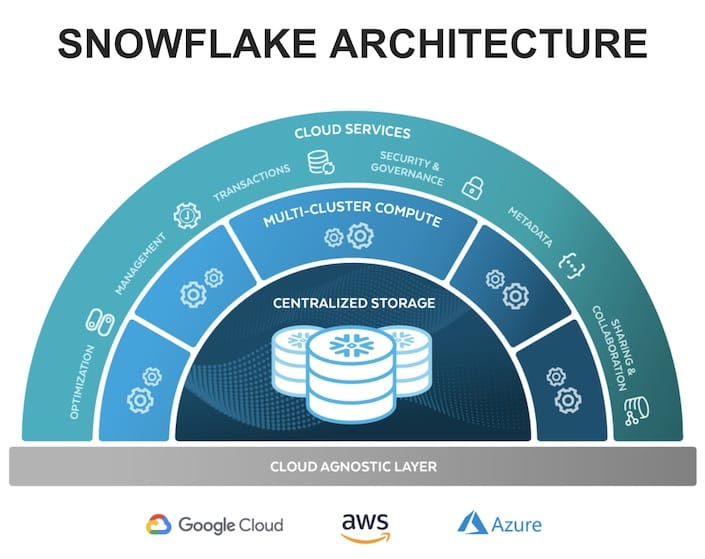 SNOWFLAKE ARCHITECTURE
CLOUD SERVICES
OPTIMIZATION
MANAGEMENT
TRANSACTIONS
SECURITY &
GOVERNANCE
METADATA
SHARING &
COLLABORATION
MULTI-CLUSTER COMPUTE
CENTRALIZED STORAGE
CLOUD AGNOSTIC LAYER
Google Cloud
aws
Azure